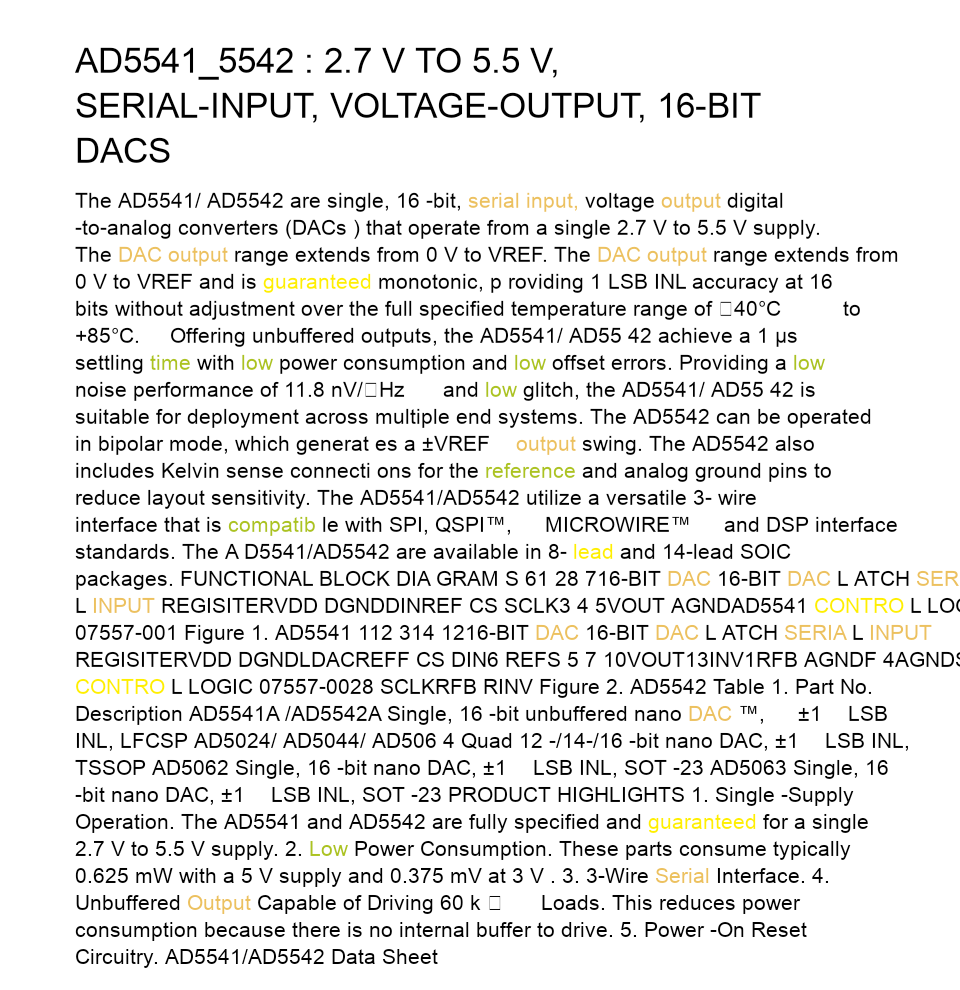 AD5541_5542 : 2.7 V TO 5.5 V,
SERIAL-INPUT, VOLTAGE-OUTPUT, 16-BIT
DACS
The AD5541/ AD5542 are single, 16 -bit, serial input, voltage output digital
-to-analog converters (DACs ) that operate from a single 2.7 V to 5.5 V supply.
The DAC output range extends from 0 V to VREF. The DAC output range extends from
0 V to VREF and is guaranteed monotonic, p roviding 1 LSB INL accuracy at 16
bits without adjustment over the full specified temperature range of 40°C to
+85°C. Offering unbuffered outputs, the AD5541/ AD55 42 achieve a 1 µs
settling time with low power consumption and low offset errors. Providing a low
noise performance of 11.8 nV/Hz and low glitch, the AD5541/ AD55 42 is
suitable for deployment across multiple end systems. The AD5542 can be operated
in bipolar mode, which generat es a ±VREF output swing. The AD5542 also
includes Kelvin sense connecti ons for the reference and analog ground pins to
reduce layout sensitivity. The AD5541/AD5542 utilize a versatile 3- wire
interface that is compatib le with SPI, QSPI™, MICROWIRE™ and DSP interface
standards. The A D5541/AD5542 are available in 8- lead and 14-lead SOIC
packages. FUNCTIONAL BLOCK DIA GRAM S 61 28 716-BIT DAC 16-BIT DAC L ATCH SER
L INPUT REGISITERVDD DGNDDINREF CS SCLK3 4 5VOUT AGNDAD5541 CONTRO L LOG
07557-001 Figure 1. AD5541 112 314 1216-BIT DAC 16-BIT DAC L ATCH SERIA L INPUT
REGISITERVDD DGNDLDACREFF CS DIN6 REFS 5 7 10VOUT13INV1RFB AGNDF 4AGNDS
CONTRO L LOGIC 07557-0028 SCLKRFB RINV Figure 2. AD5542 Table 1. Part No.
Description AD5541A /AD5542A Single, 16 -bit unbuffered nano DAC ™, ±1 LSB
INL, LFCSP AD5024/ AD5044/ AD506 4 Quad 12 -/14-/16 -bit nano DAC, ±1 LSB INL,
TSSOP AD5062 Single, 16 -bit nano DAC, ±1 LSB INL, SOT -23 AD5063 Single, 16
-bit nano DAC, ±1 LSB INL, SOT -23 PRODUCT HIGHLIGHTS 1. Single -Supply
Operation. The AD5541 and AD5542 are fully specified and guaranteed for a single
2.7 V to 5.5 V supply. 2. Low Power Consumption. These parts consume typically
0.625 mW with a 5 V supply and 0.375 mV at 3 V . 3. 3-Wire Serial Interface. 4.
Unbuffered Output Capable of Driving 60 k Loads. This reduces power
consumption because there is no internal buffer to drive. 5. Power -On Reset
Circuitry. AD5541/AD5542 Data Sheet